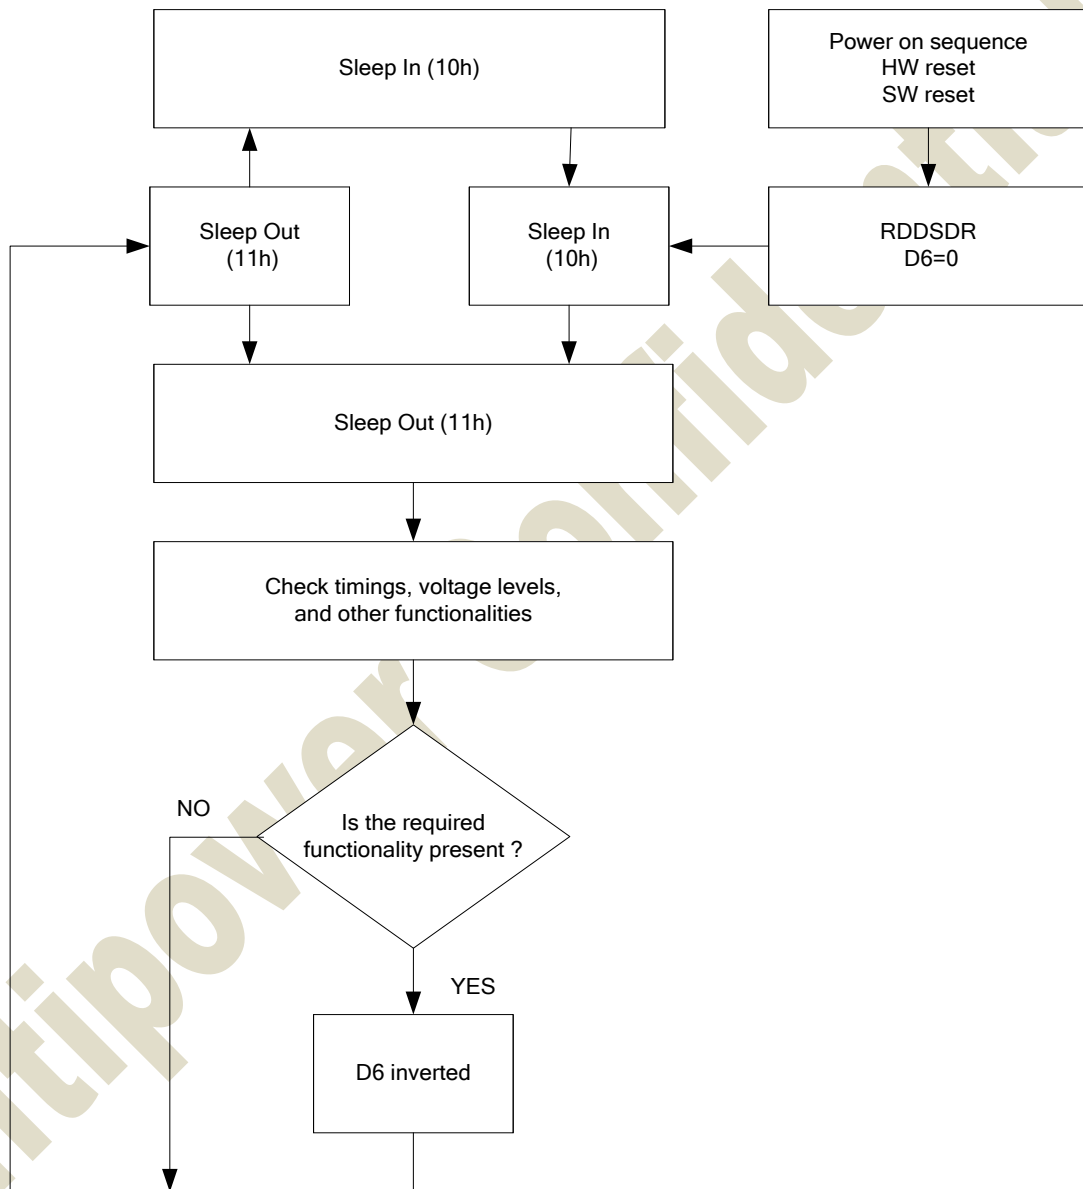 Sleep In (10h)
Power on sequence
HW reset
SW reset
Sleep Out
(11h)
Sleep In
(10h)
RDDSDR
D6=0
Sleep Out (11h)
Check timings, voltage levels,
and other functionalities
Is the required
functionality present ?
NO
YES
D6 inverted